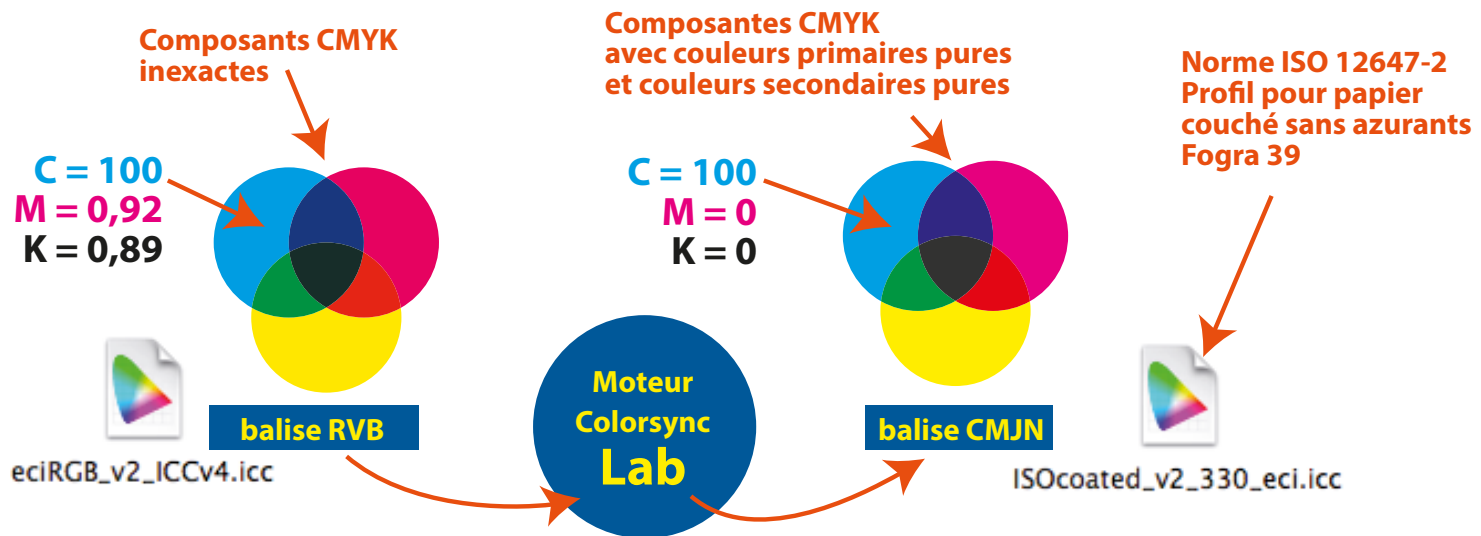 Composants CMYK
inexactes
C = 100
M = 0,92
K = 0,89
balise RVB
eciRGB_v2_ICCv4.icc
Moteur
Colorsync
Lab
Composantes CMYK
avec couleurs primaires pures
et couleurs secondaires pures
C = 100
M = 0
K = 0
balise CMJN
Norme ISO 12647-2
Profil pour papier
couché sans azurants
Fogra 39
ISOcoated_v2_330_eci.icc